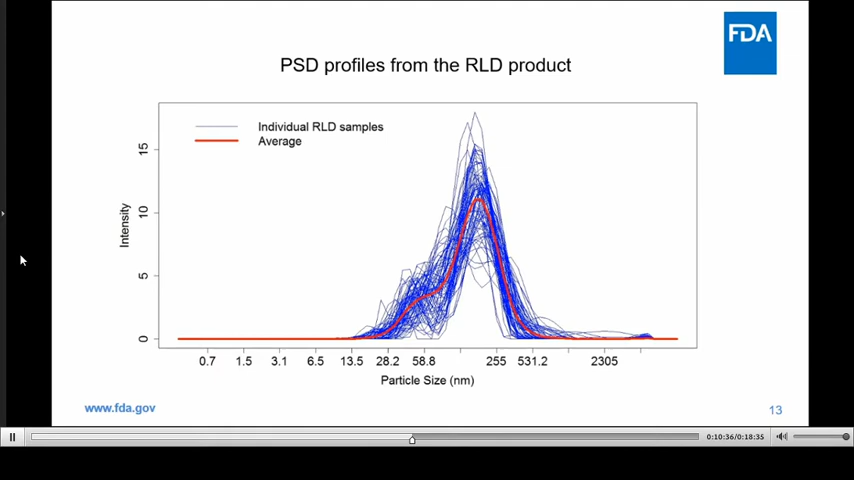 FDA
PSD profiles from the RLD product
Individual RLD samples
Average
Intensity
15
10
5
0
0.7 1.5 3.1 6.5 13.5 28.2 58.8 255 531.2 2305
Particle Size (nm)
www.fda.gov
13
0:10:36/0:18:35